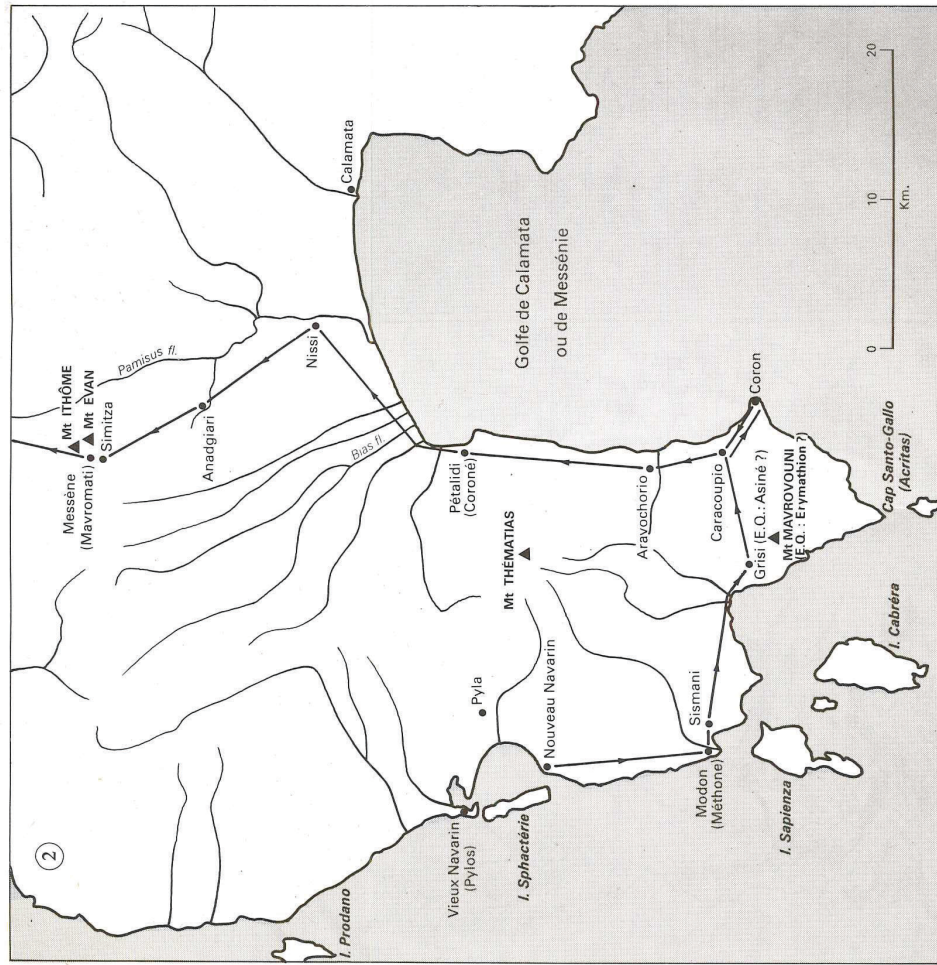 2
Mt ITHÔME
Messène
(Mavromati)
Mt EVAN
Simitza
Pamisus fl.
Anadgiari
Nissi
Calamata
Bias fl.
Pétalidi
(Coroné)
Golfe de Calamata
ou de Messénie
I. Prodano
Vieux Navarin
(Pylos)
Pyla
I. Sphactérie
Nouveau Navarin
Mt THÉMATIAS
Aravochorio
Caracoupio
Coron
Grisi (E.Q.: Asiné ?)
Mt MAVROVOUNI
(E.Q. : Erymathion ?)
Sismani
Modon
(Méthone)
I. Sapienza
I. Cabréra
Cap Santo-Gallo
(Acritas)
0
10
20
Km.